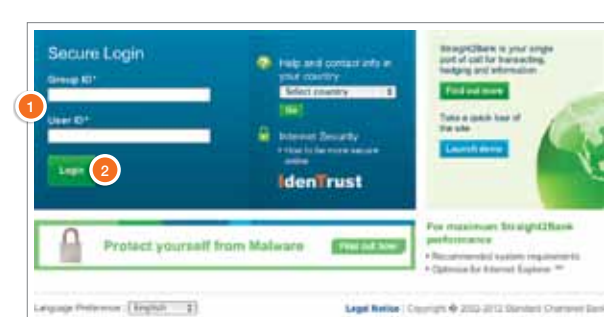 Secure Login
Group ID*
1
User ID*
Login
2
Help and contact info in
your country
Select country
Go
Internet Security
How to be more secure
online
IdenTrust
Straight2Bank is your single
port of call for transacting,
hedging and information
Find out more
Take a quick tour of
the site
Launch demo
Protect yourself from Malware
Find out how
For maximum Straight2Bank
performance
Recommended system requirements
Optimise for Internet Explorer ™
Language Preference: English
Legal Notice | Copyright � 2002-2012 Standard Chartered Bank